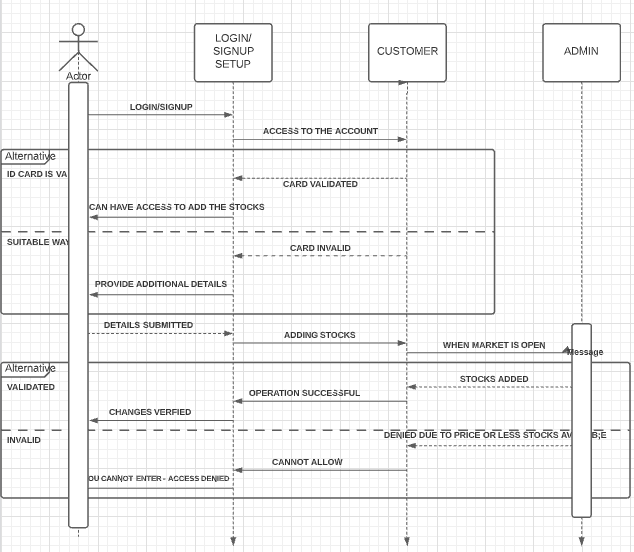 LOGIN/
SIGNUP
SETUP
CUSTOMER
ADMIN
Actor
LOGIN/SIGNUP
ACCESS TO THE ACCOUNT
Alternative
ID CARD IS VA
CARD VALIDATED
CAN HAVE ACCESS TO ADD THE STOCKS
SUITABLE WAY
CARD INVALID
PROVIDE ADDITIONAL DETAILS
DETAILS SUBMITTED
ADDING STOCKS
WHEN MARKET IS OPEN
Message
Alternative
STOCKS ADDED
VALIDATED
OPERATION SUCCESSFUL
CHANGES VERFIED
DENIED DUE TO PRICE OR LESS STOCKS AV
INVALID
CANNOT ALLOW
OU CANNOT ENTER - ACCESS DENIED